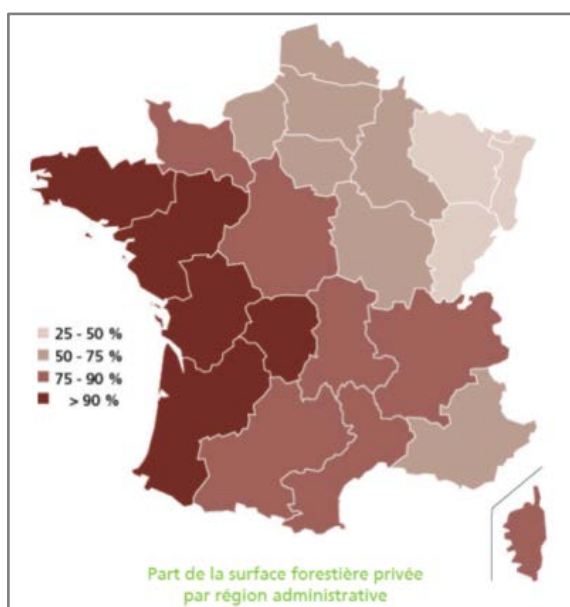 25 - 50 %
50 - 75 %
75 - 90 %
> 90 %
Part de la surface forestière privée
par région administrative